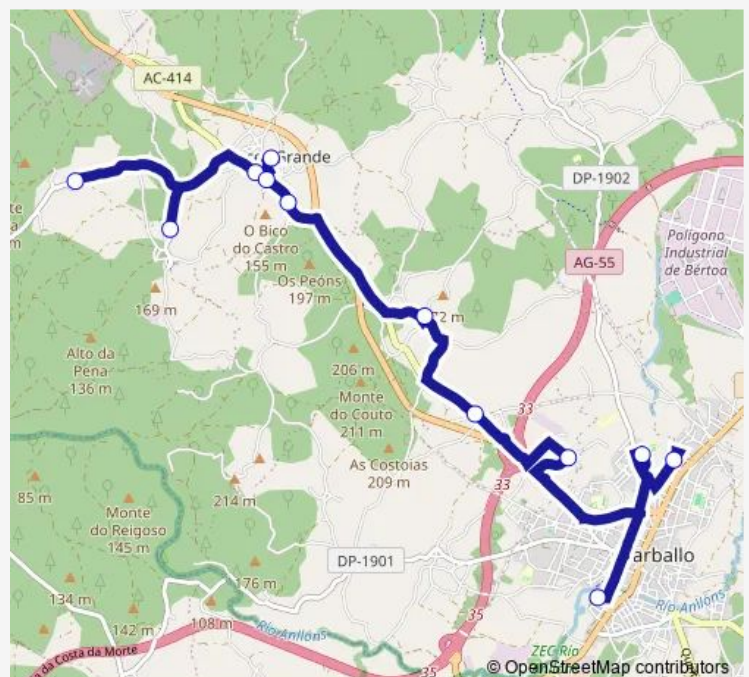 AC-414
Grande
DP-1902
O Bico
do Castro
155 m
Polígono
Industrial
de Bértoa
AG-55
Os Peóns
197 m
169 m
Alto da
Pena
136 m
206 m
Monte
do Couto
211 m
33
As Costoias
209 m
33
85 m
214 m
Monte
do Reigoso
145 m
DP-1901
arballo
176 m
134 m
142 m
108 m
Río Anllóns
Río Anllóns
35
35
ZEC Río
a da Costa da Morte
© OpenStreetMap contributors